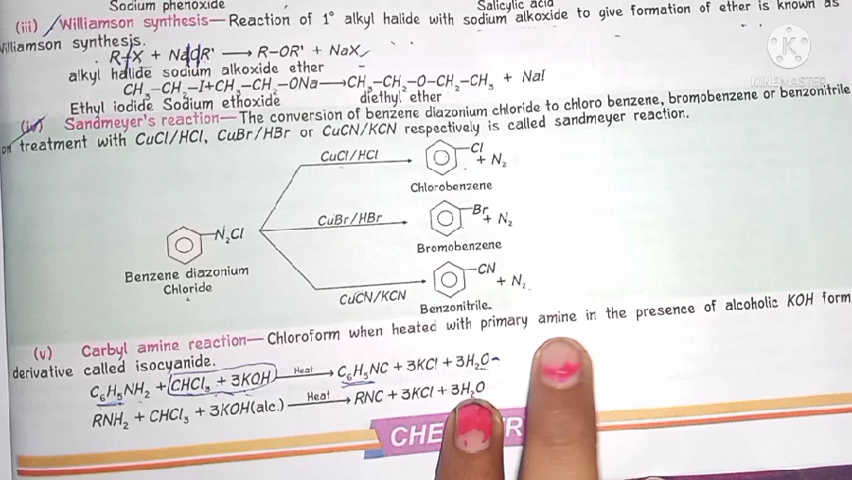 Sodium phenoxide Salicylic acid
(iii) Williamson synthesis— Reaction of 1° alkyl halide with sodium alkoxide to give formation of ether is known as
Williamson synthesis.
R-X + NaOR' ⟶ R-OR' + NaX
alkyl halide sodium alkoxide ether
CH₃-CH₂-I+CH₃-CH₂-ONa⟶CH₃-CH₂-O-CH₂-CH₃ + NaI
Ethyl iodide Sodium ethoxide diethyl ether
(iv) Sandmeyer's reaction— The conversion of benzene diazonium chloride to chloro benzene, bromobenzene or benzonitrile
on treatment with CuCl/HCl, CuBr/HBr or CuCN/KCN respectively is called sandmeyer reaction.
CuCl/HCl Cl + N₂
Chlorobenzene
N₂Cl CuBr/HBr Br + N₂
Benzene diazonium Chloride
Bromobenzene
CuCN/KCN CN + N₂
Benzonitrile.
(v) Carbyl amine reaction— Chloroform when heated with primary amine in the presence of alcoholic KOH form
derivative called isocyanide.
C₆H₅NH₂ + CHCl₃ + 3KOH Heat⟶ C₆H₅NC + 3KCl + 3H₂O
RNH₂ + CHCl₃ + 3KOH(alc.) Heat⟶ RNC + 3KCl + 3H₂O
KINEMASTER